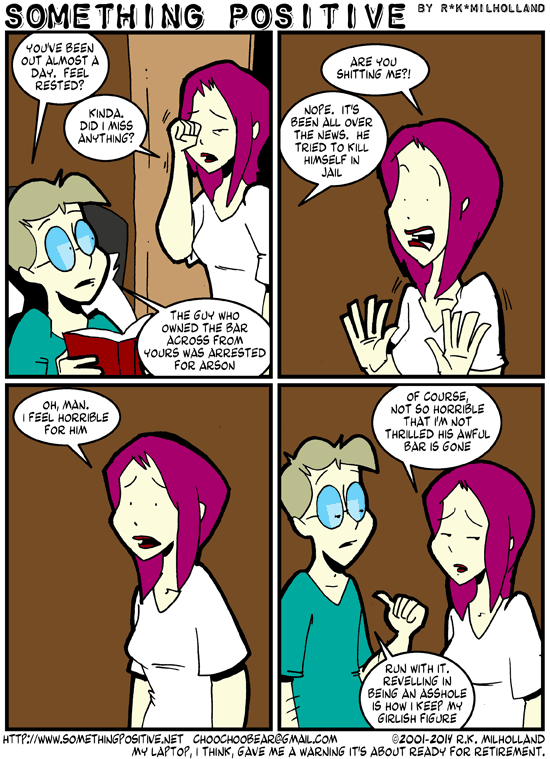 SOMETHING POSITIVE BY R*K*MILHOLLAND
YOU'VE BEEN
OUT ALMOST A
DAY. FEEL
RESTED?
KINDA.
DID I MISS
ANYTHING?
THE GUY WHO
OWNED THE BAR
ACROSS FROM
YOURS WAS ARRESTED
FOR ARSON
ARE YOU
SHITTING ME?!
NOPE. IT'S
BEEN ALL OVER
THE NEWS. HE
TRIED TO KILL
HIMSELF IN
JAIL
OH, MAN.
I FEEL HORRIBLE
FOR HIM
OF COURSE,
NOT SO HORRIBLE
THAT I'M NOT
THRILLED HIS AWFUL
BAR IS GONE
RUN WITH IT.
REVELLING IN
BEING AN ASSHOLE
IS HOW I KEEP MY
GIRLISH FIGURE
HTTP://WWW.SOMETHINGPOSITIVE.NET CHOOCHOOBEAR@GMAIL.COM ©2001-2014 R.K. MILHOLLAND
MY LAPTOP, I THINK, GAVE ME A WARNING IT'S ABOUT READY FOR RETIREMENT.